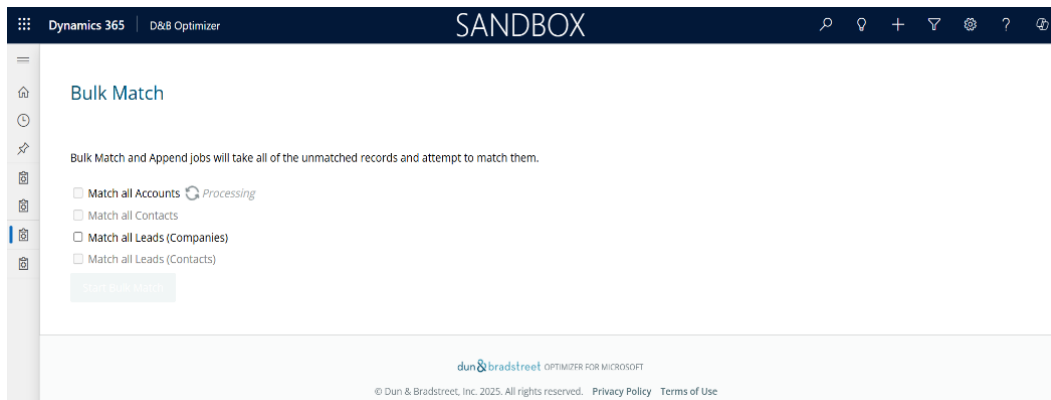 Dynamics 365
D&B Optimizer
SANDBOX
Bulk Match
Bulk Match and Append jobs will take all of the unmatched records and attempt to match them.
Match all Accounts Processing
Match all Contacts
Match all Leads (Companies)
Match all Leads (Contacts)
Start Bulk Match
dun & bradstreet OPTIMIZER FOR MICROSOFT
© Dun & Bradstreet, Inc. 2025. All rights reserved. Privacy Policy Terms of Use